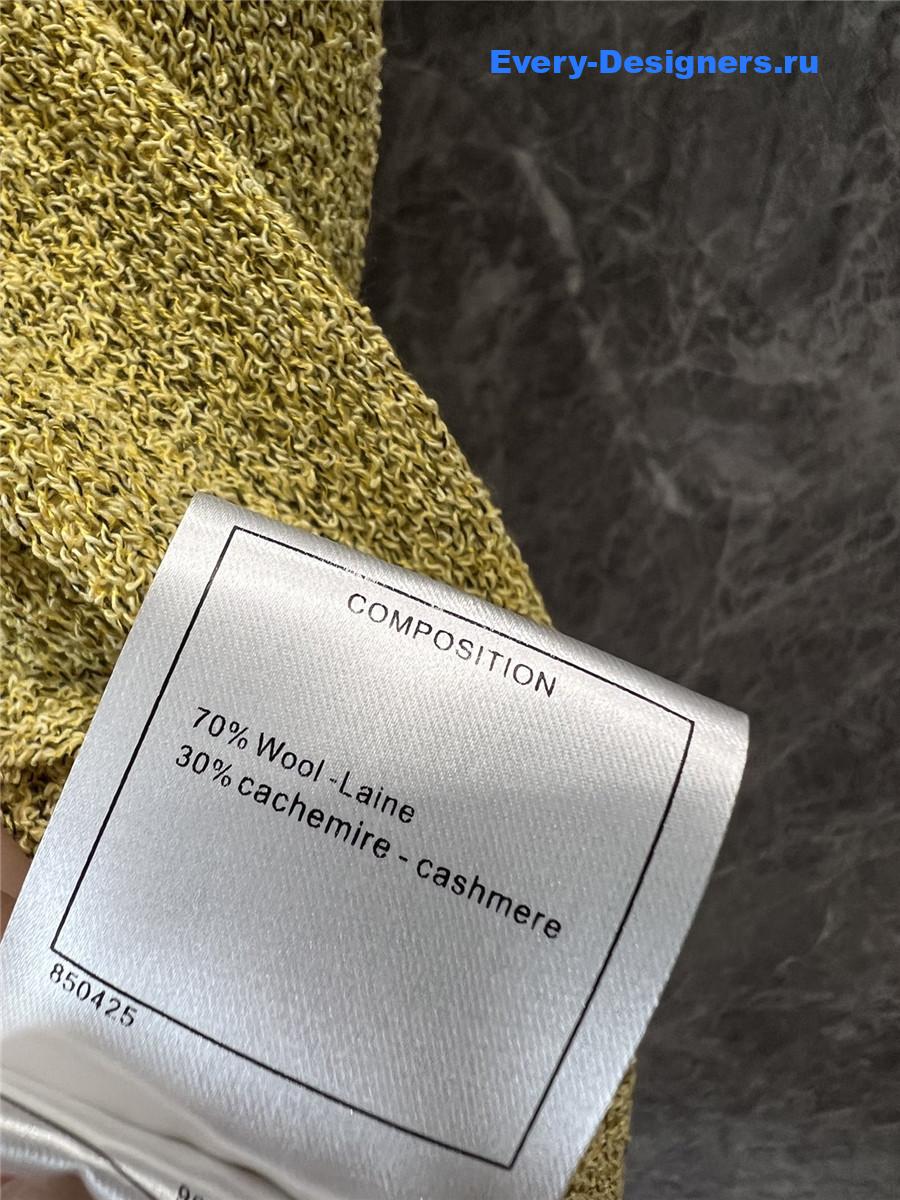 Every-Designers.ru
COMPOSITION
70% Wool -Laine
30% cachemire - cashmere
850425